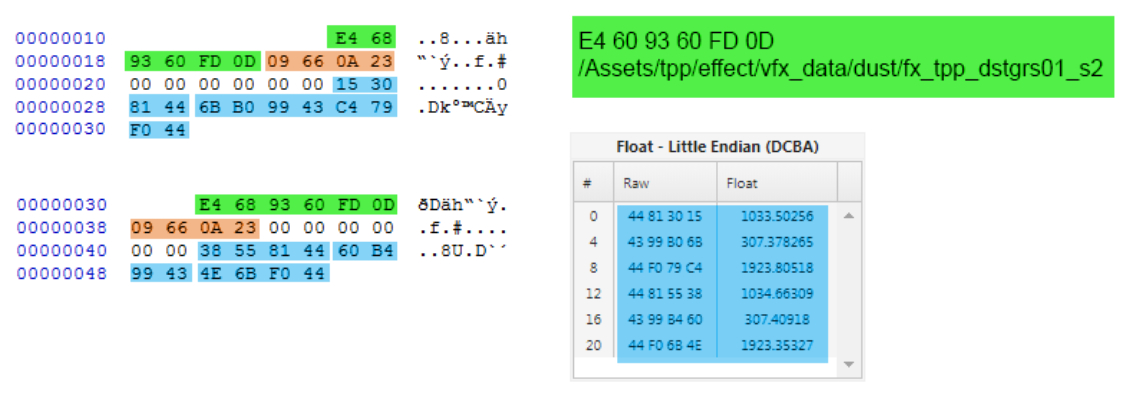 00000010 E4 68 ..8...äh
00000018 93 60 FD 0D 09 66 0A 23 “`ý..f.#
00000020 00 00 00 00 00 00 15 30 .......0
00000028 81 44 6B B0 99 43 C4 79 .Dk°™CÄy
00000030 F0 44
00000030 E4 68 93 60 FD 0D ðDäh“`ý.
00000038 09 66 0A 23 00 00 00 00 .f.#....
00000040 00 00 38 55 81 44 60 B4 ..8U.D`´
00000048 99 43 4E 6B F0 44
E4 60 93 60 FD 0D
/Assets/tpp/effect/vfx_data/dust/fx_tpp_dstgrs01_s2
Float - Little Endian (DCBA)
# Raw Float
0 44 81 30 15 1033.50256
4 43 99 B0 6B 307.378265
8 44 F0 79 C4 1923.80518
12 44 81 55 38 1034.66309
16 43 99 B4 60 307.40918
20 44 F0 6B 4E 1923.35327